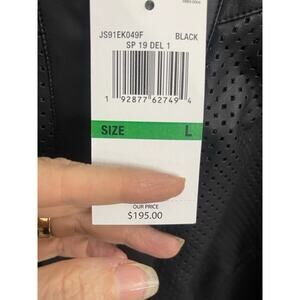 JS91EK049F BLACK
SP 19 DEL 1
1 92877 62749 4
SIZE L
OUR PRICE
$195.00